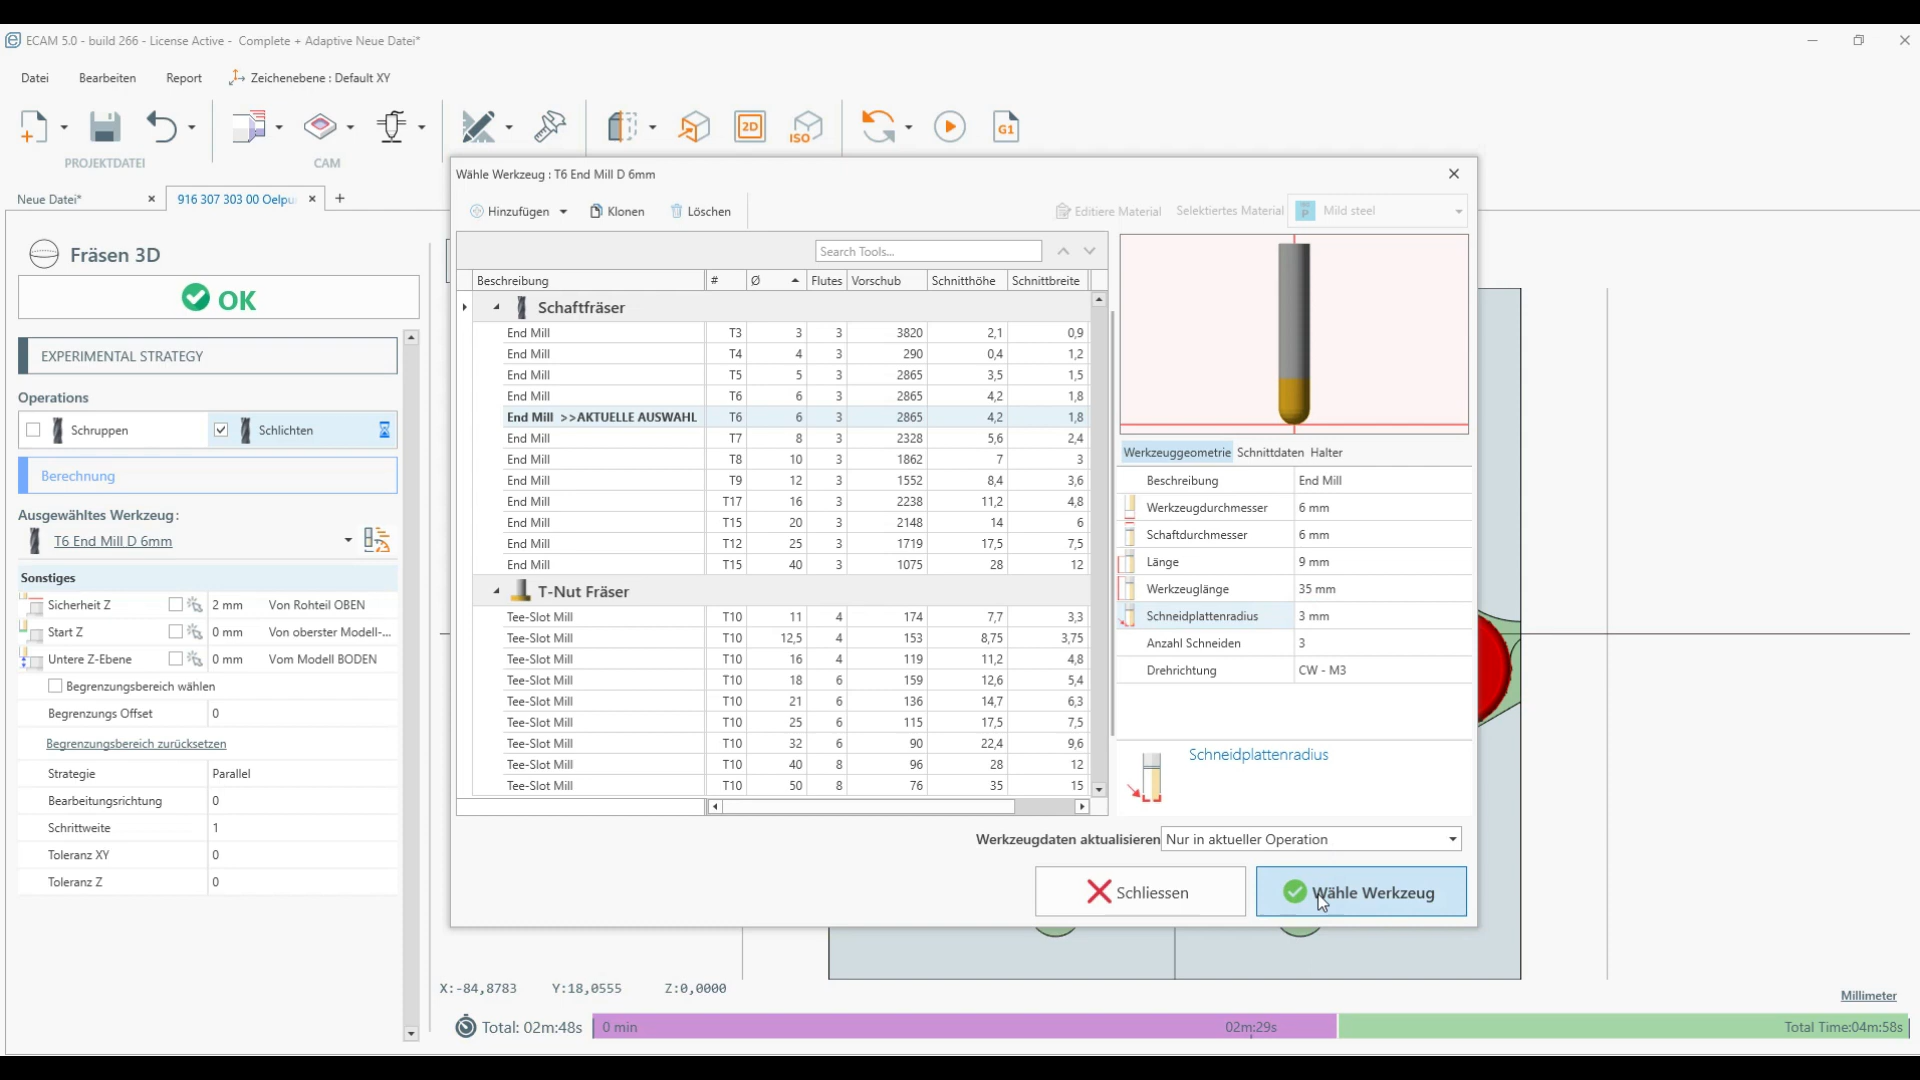 ECAM 5.0 - build 266 - License Active - Complete + Adaptive Neue Datei*
Datei Bearbeiten Report Zeichenebene : Default XY
2D ISO G1
PROJEKTDATEI CAM
Neue Datei* 916 307 303 00 Oelpu
Fräsen 3D
OK
EXPERIMENTAL STRATEGY
Operations
Schruppen Schlichten
Berechnung
Ausgewähltes Werkzeug:
T6 End Mill D 6mm
Sonstiges
Sicherheit Z 2 mm Von Rohteil OBEN
Start Z 0 mm Von oberster Modell-...
Untere Z-Ebene 0 mm Vom Modell BODEN
Begrenzungsbereich wählen
Begrenzungs Offset 0
Begrenzungsbereich zurücksetzen
Strategie Parallel
Bearbeitungsrichtung 0
Schrittweite 1
Toleranz XY 0
Toleranz Z 0
Wähle Werkzeug : T6 End Mill D 6mm
Hinzufügen Klonen Löschen Editiere Material Selektiertes Material P Mild steel
Search Tools...
Beschreibung # Ø Flutes Vorschub Schnitthöhe Schnittbreite
Schaftfräser
End Mill T3 3 3 3820 2,1 0,9
End Mill T4 4 3 290 0,4 1,2
End Mill T5 5 3 2865 3,5 1,5
End Mill T6 6 3 2865 4,2 1,8
End Mill >>AKTUELLE AUSWAHL T6 6 3 2865 4,2 1,8
End Mill T7 8 3 2328 5,6 2,4
End Mill T8 10 3 1862 7 3
End Mill T9 12 3 1552 8,4 3,6
End Mill T17 16 3 2238 11,2 4,8
End Mill T15 20 3 2148 14 6
End Mill T12 25 3 1719 17,5 7,5
End Mill T15 40 3 1075 28 12
T-Nut Fräser
Tee-Slot Mill T10 11 4 174 7,7 3,3
Tee-Slot Mill T10 12,5 4 153 8,75 3,75
Tee-Slot Mill T10 16 4 119 11,2 4,8
Tee-Slot Mill T10 18 6 159 12,6 5,4
Tee-Slot Mill T10 21 6 136 14,7 6,3
Tee-Slot Mill T10 25 6 115 17,5 7,5
Tee-Slot Mill T10 32 6 90 22,4 9,6
Tee-Slot Mill T10 40 8 96 28 12
Tee-Slot Mill T10 50 8 76 35 15
Werkzeuggeometrie Schnittdaten Halter
Beschreibung End Mill
Werkzeugdurchmesser 6 mm
Schaftdurchmesser 6 mm
Länge 9 mm
Werkzeuglänge 35 mm
Schneidplattenradius 3 mm
Anzahl Schneiden 3
Drehrichtung CW - M3
Schneidplattenradius
Werkzeugdaten aktualisieren Nur in aktueller Operation
Schliessen Wähle Werkzeug
X:-84,8783 Y:18,0555 Z:0,0000
Millimeter
Total: 02m:48s 0 min 02m:29s Total Time:04m:58s